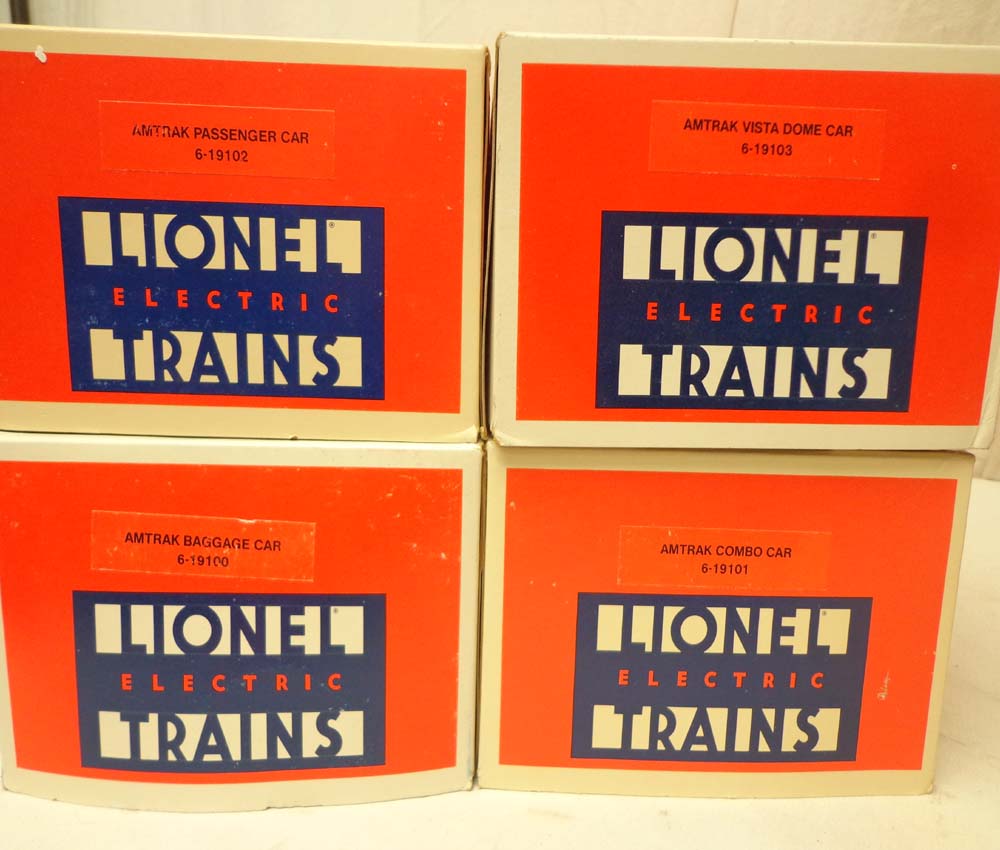 AMTRAK PASSENGER CAR
6-19102
LIONEL®
ELECTRIC
TRAINS
AMTRAK VISTA DOME CAR
6-19103
LIONEL®
ELECTRIC
TRAINS
AMTRAK BAGGAGE CAR
6-19100
LIONEL®
ELECTRIC
TRAINS
AMTRAK COMBO CAR
6-19101
LIONEL®
ELECTRIC
TRAINS